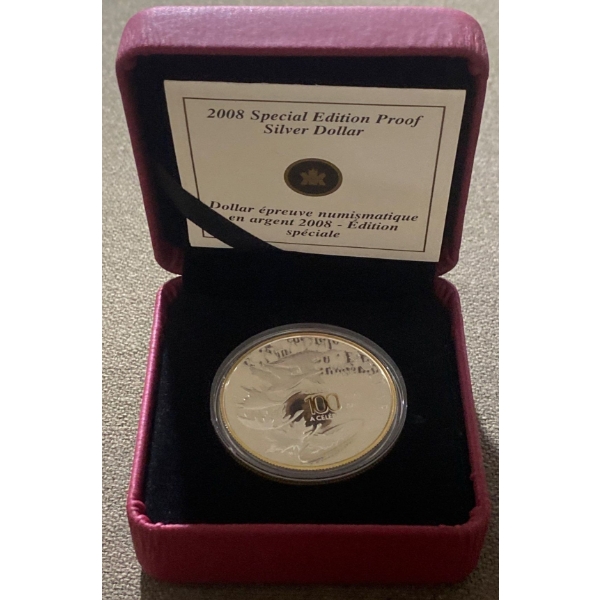 2008 Special Edition Proof
Silver Dollar
Dollar épreuve numismatique
en argent 2008 - Édition
spéciale
100